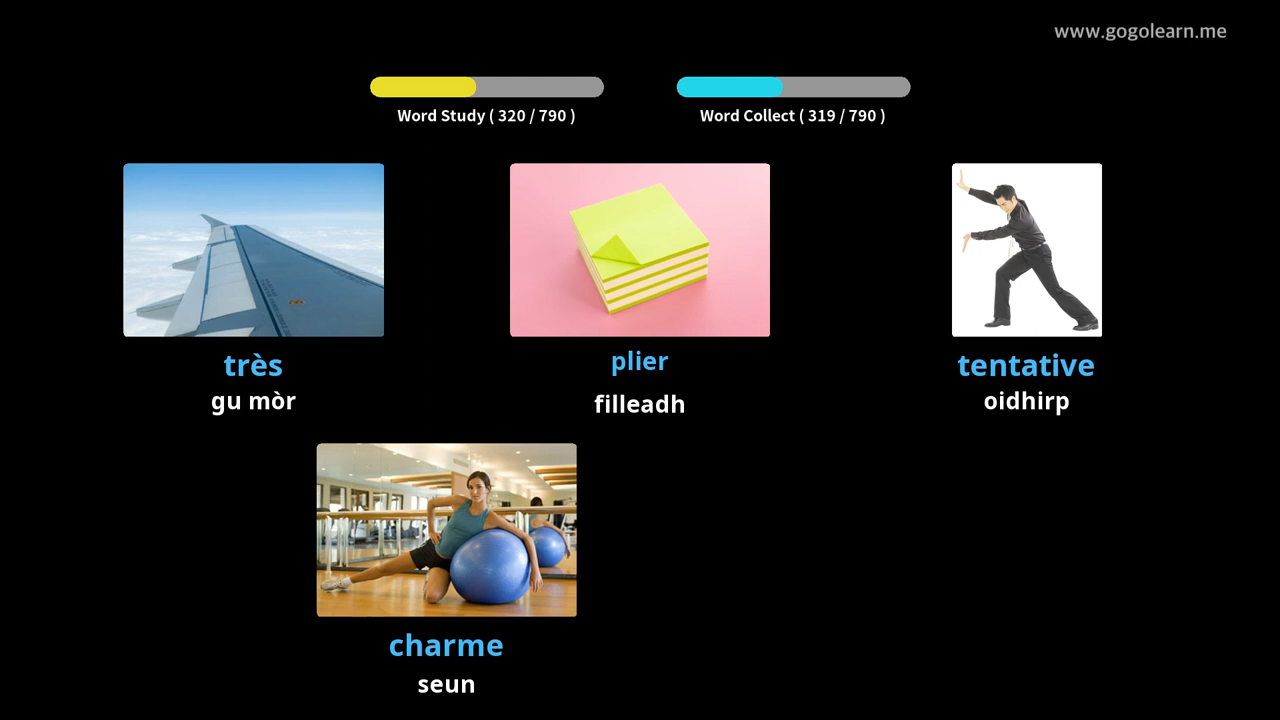 www.gogolearn.me
Word Study ( 320 / 790 )
Word Collect ( 319 / 790 )
très
plier
tentative
gu mòr
filleadh
oidhirp
charme
seun